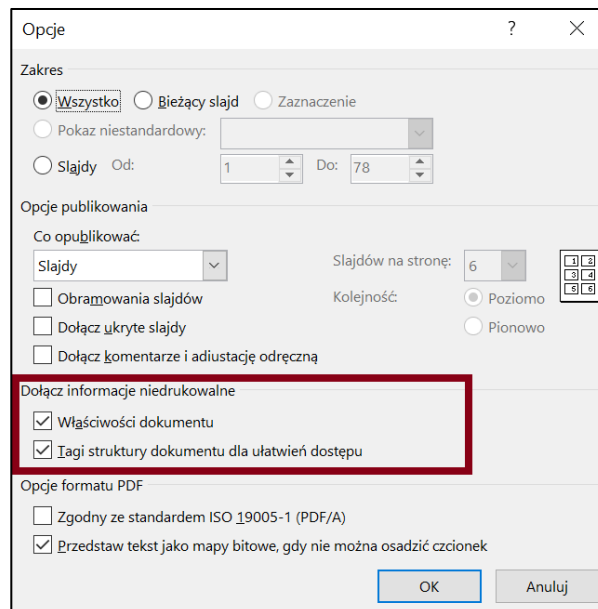 Opcje ?
Zakres
Wszystko Bieżący slajd Zaznaczenie
Pokaz niestandardowy:
Slajdy Od: 1 Do: 78
Opcje publikowania
Co opublikować:
Slajdy Slajdów na stronę: 6 1 2
3 4
5 6
Obramowania slajdów Kolejność: Poziomo
Dołącz ukryte slajdy Pionowo
Dołącz komentarze i adiustację odręczną
Dołącz informacje niedrukowalne
Właściwości dokumentu
Tagi struktury dokumentu dla ułatwień dostępu
Opcje formatu PDF
Zgodny ze standardem ISO 19005-1 (PDF/A)
Przedstaw tekst jako mapy bitowe, gdy nie można osadzić czcionek
OK Anuluj